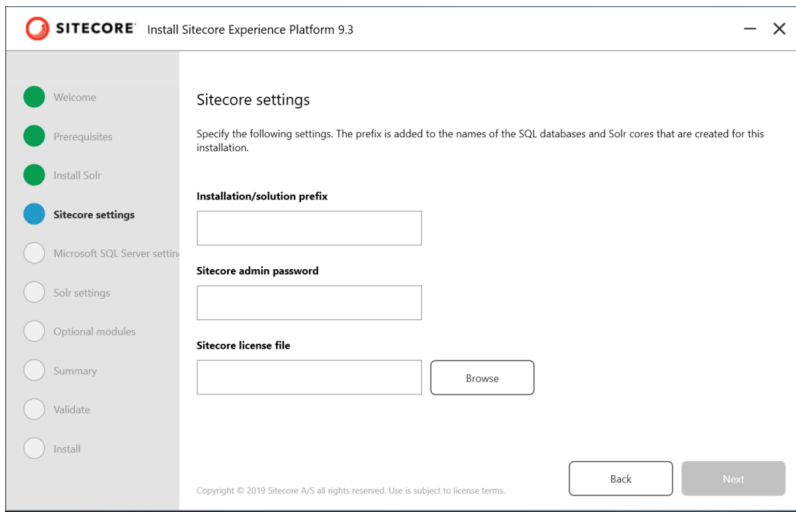 SITECORE Install Sitecore Experience Platform 9.3
Welcome
Prerequisites
Install Solr
Sitecore settings
Microsoft SQL Server settin
Solr settings
Optional modules
Summary
Validate
Install
Sitecore settings
Specify the following settings. The prefix is added to the names of the SQL databases and Solr cores that are created for this
installation.
Installation/solution prefix
Sitecore admin password
Sitecore license file
Browse
Back
Next
Copyright © 2019 Sitecore A/S all rights reserved. Use is subject to license terms.